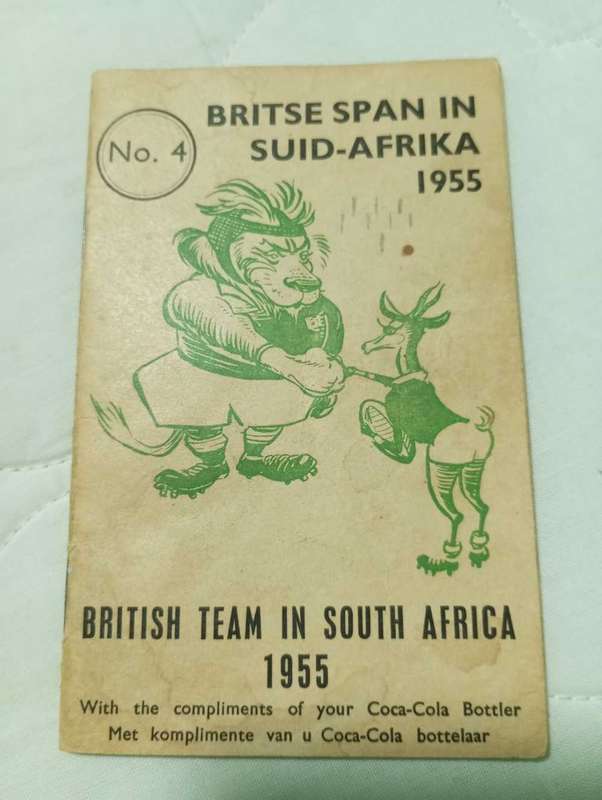 No. 4
BRITSE SPAN IN
SUID-AFRIKA
1955
BRITISH TEAM IN SOUTH AFRICA
1955
With the compliments of your Coca-Cola Bottler
Met komplimente van u Coca-Cola bottelaar